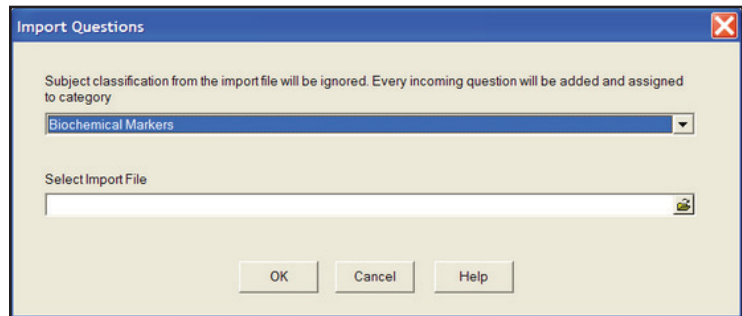 Import Questions
Subject classification from the import file will be ignored. Every incoming question will be added and assigned
to category
Biochemical Markers
Select Import File
OK Cancel Help